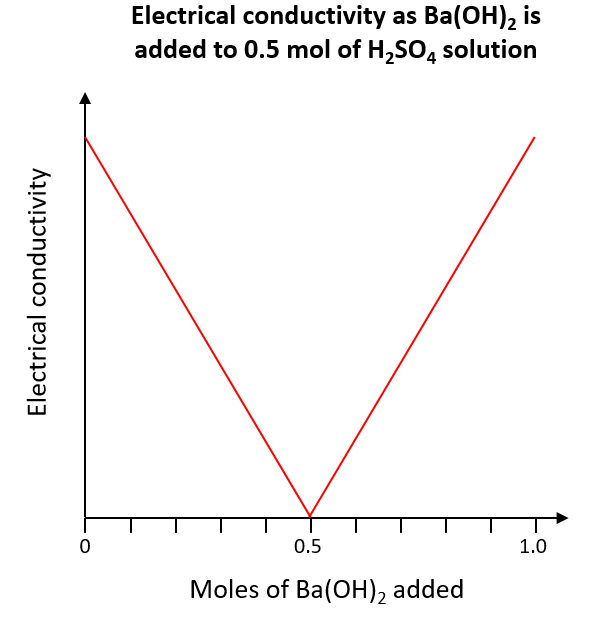 Electrical conductivity as Ba(OH)₂ is
added to 0.5 mol of H₂SO₄ solution
Electrical conductivity
0
0.5
1.0
Moles of Ba(OH)₂ added